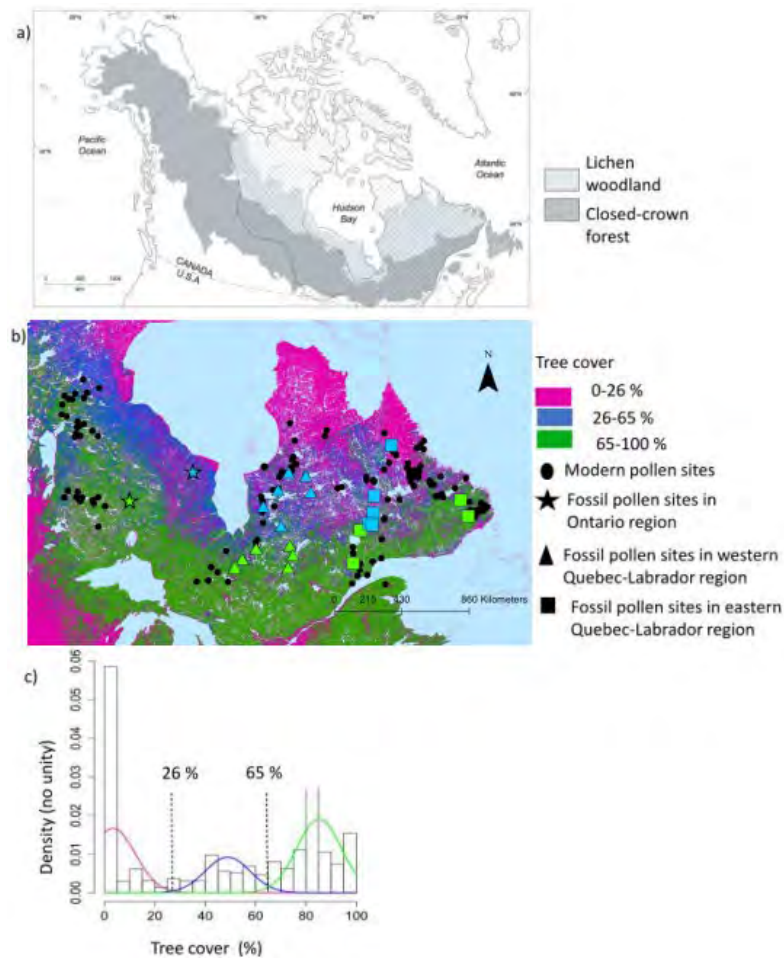 a)
Pacific
Ocean
Atlantic
Ocean
Hudson
Bay
CANADA
U.S.A
Lichen
woodland
Closed-crown
forest
b)
N
0 215 430 860 Kilometers
Tree cover
0-26 %
26-65 %
65-100 %
Modern pollen sites
Fossil pollen sites in
Ontario region
Fossil pollen sites in western
Quebec-Labrador region
Fossil pollen sites in eastern
Quebec-Labrador region
c)
Density (no unity)
0.06
0.05
0.04
0.03
0.02
0.01
0.00
26 %
65 %
0 20 40 60 80 100
Tree cover (%)